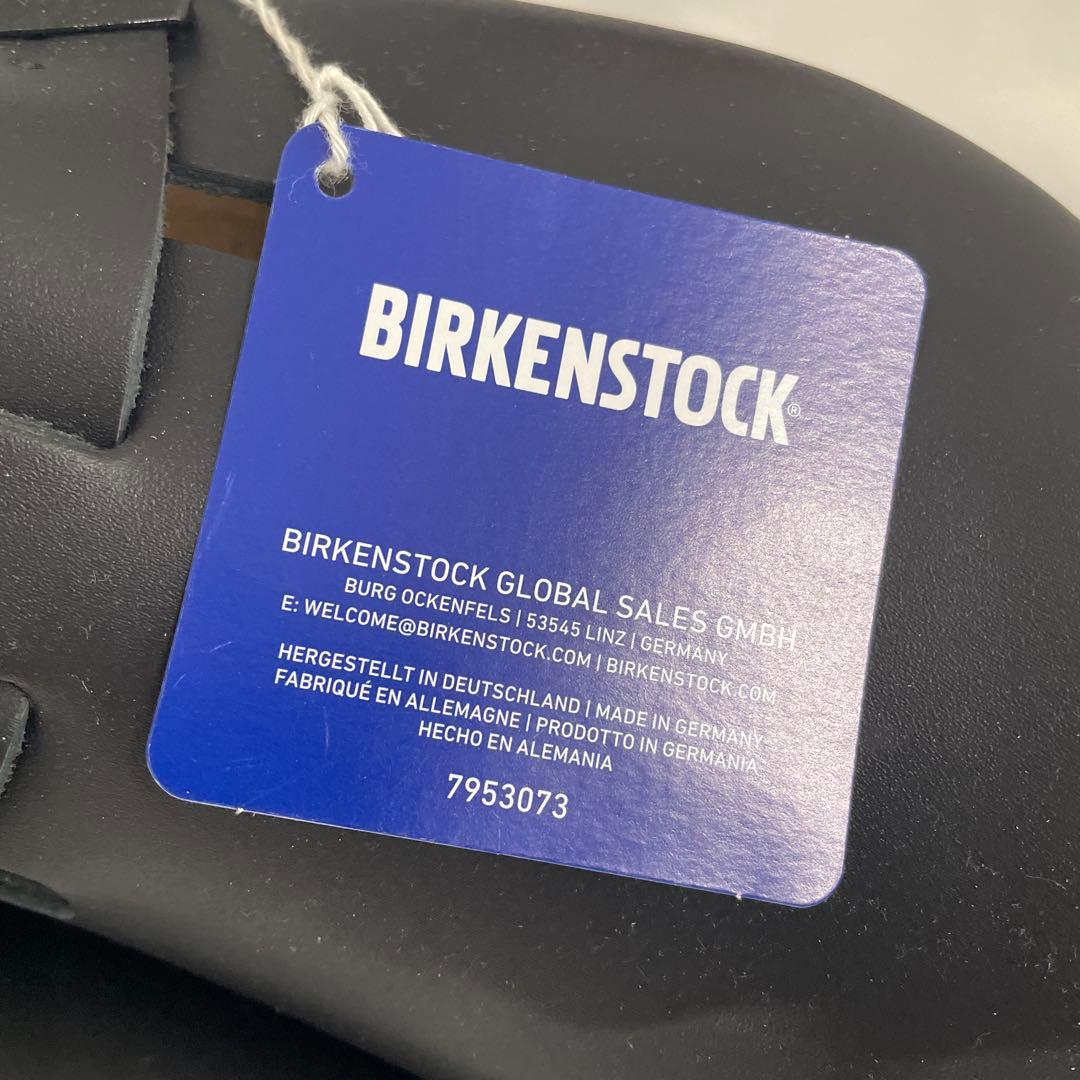 BIRKENSTOCK®
BIRKENSTOCK GLOBAL SALES GMBH
BURG OCKENFELS | 53545 LINZ | GERMANY
E: WELCOME@BIRKENSTOCK.COM | BIRKENSTOCK.COM
HERGESTELLT IN DEUTSCHLAND | MADE IN GERMANY
FABRIQUÉ EN ALLEMAGNE | PRODOTTO IN GERMANIA
HECHO EN ALEMANIA
7953073